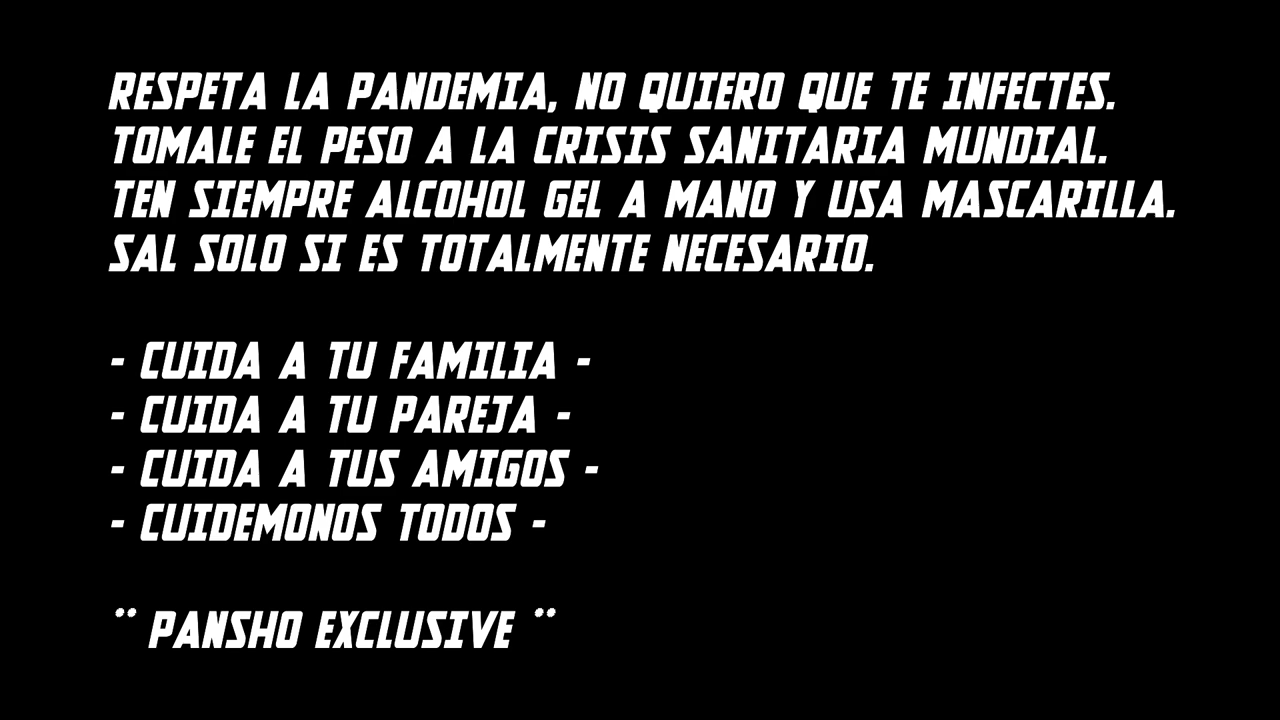 RESPETA LA PANDEMIA, NO QUIERO QUE TE INFECTES.
TOMALE EL PESO A LA CRISIS SANITARIA MUNDIAL.
TEN SIEMPRE ALCOHOL GEL A MANO Y USA MASCARILLA.
SAL SOLO SI ES TOTALMENTE NECESARIO.
- CUIDA A TU FAMILIA -
- CUIDA A TU PAREJA -
- CUIDA A TUS AMIGOS -
- CUIDEMONOS TODOS -
¨ PANSHO EXCLUSIVE ¨